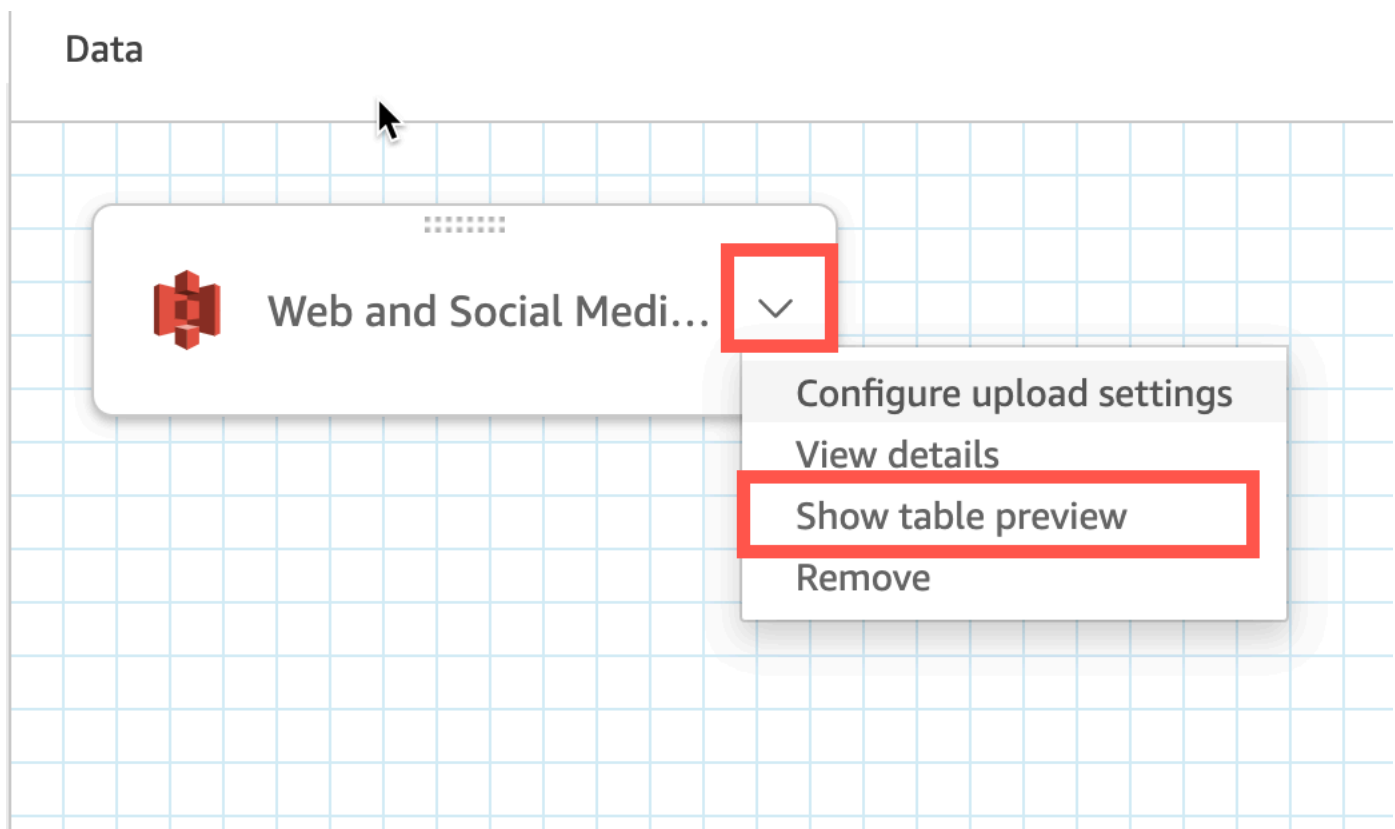 Data
Web and Social Medi...
Configure upload settings
View details
Show table preview
Remove